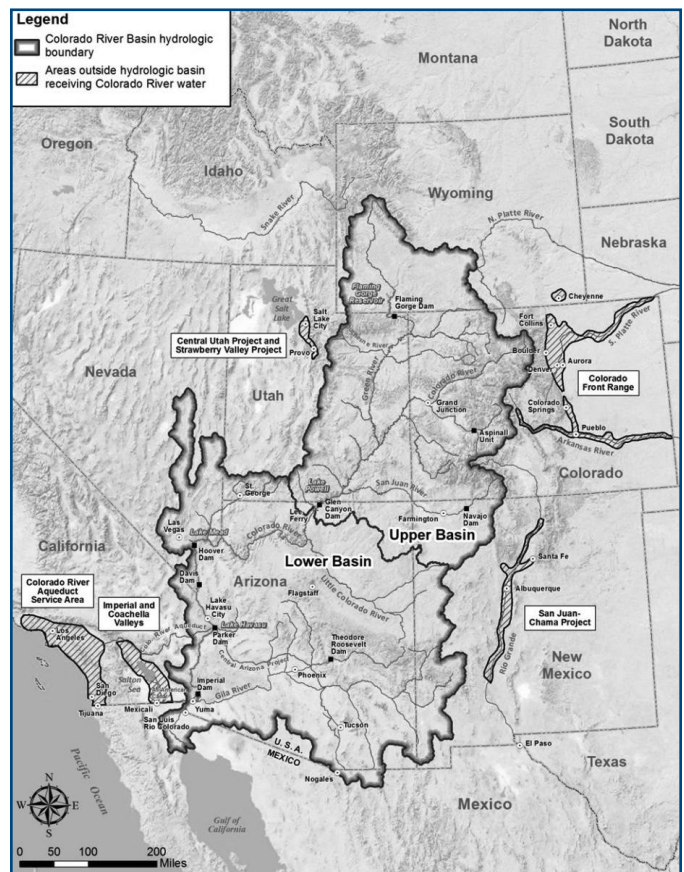 Legend
Colorado River Basin hydrologic
boundary
Areas outside hydrologic basin
receiving Colorado River water
North
Dakota
Montana
South
Dakota
Oregon
Idaho
Wyoming
Snake River
N. Platte River
Nebraska
Flaming
Gorge
Reservoir
Flaming
Gorge Dam
Great
Salt
Lake
Salt
Lake
City
Cheyenne
Fort
Collins
S. Platte River
Central Utah Project and
Strawberry Valley Project
Provo
Boulder
Denver
Aurora
Colorado
Front Range
Nevada
Utah
Green River
Colorado River
Grand
Junction
Colorado
Springs
Aspinall
Unit
Pueblo
Arkansas River
Colorado
St.
George
Lake
Powell
San Juan River
Lee
Ferry
Glen
Canyon
Dam
Farmington
Navajo
Dam
Las
Vegas
Lake Mead
Colorado River
Upper Basin
California
Hoover
Dam
Lower Basin
Santa Fe
Davis
Dam
Arizona
Colorado River
Aqueduct
Service Area
Imperial and
Coachella
Valleys
Flagstaff
Little Colorado River
Albuquerque
Lake
Havasu
City
Lake Havasu
Parker
Dam
San Juan-
Chama Project
Los
Angeles
Theodore
Roosevelt
Dam
Rio Grande
New
Mexico
Central Arizona Project
Phoenix
Salton
Sea
Imperial
Dam
Gila River
San
Diego
Tijuana
Mexicali
Yuma
San Luis
Rio Colorado
Tucson
U.S.A.
MEXICO
El Paso
Texas
Nogales
Pacific Ocean
Mexico
Gulf of
California
N
W
E
S
0 50 100 200
Miles